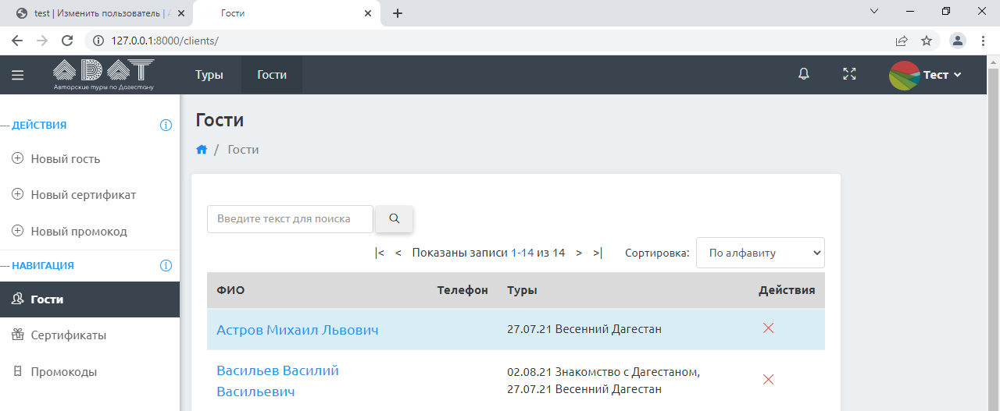 test | Изменить пользователь |
Гости
127.0.0.1:8000/clients/
АДАТ
Авторские туры по Дагестану
Туры
Гости
Тест
ДЕЙСТВИЯ
Новый гость
Новый сертификат
Новый промокод
НАВИГАЦИЯ
Гости
Сертификаты
Промокоды
Гости
/ Гости
Введите текст для поиска
|< < Показаны записи 1-14 из 14 > >| Сортировка: По алфавиту
ФИО Телефон Туры Действия
Астров Михаил Львович 27.07.21 Весенний Дагестан
Васильев Василий
Васильевич
02.08.21 Знакомство с Дагестаном,
27.07.21 Весенний Дагестан